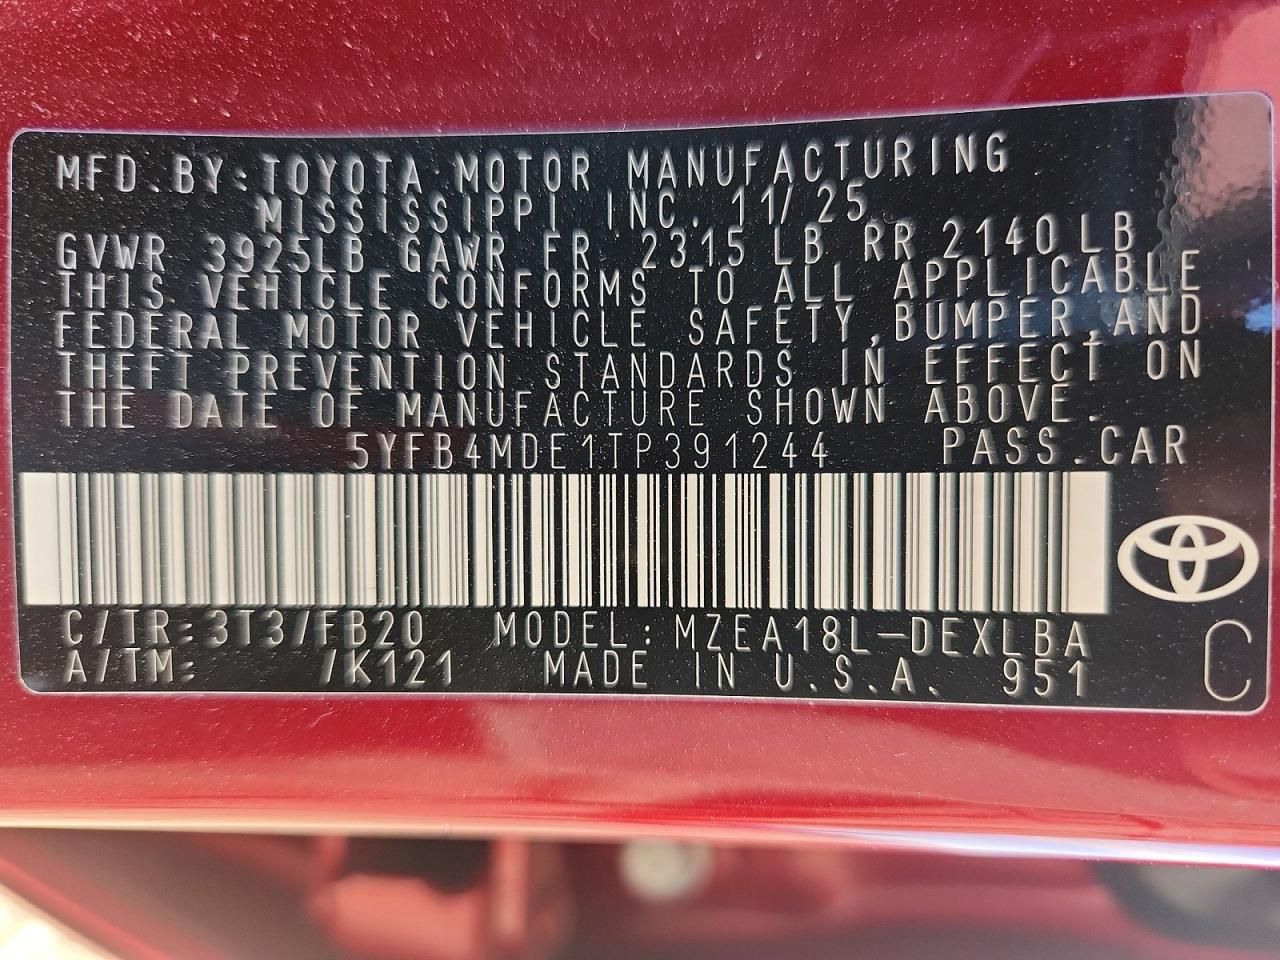 MFD.BY:TOYOTA MOTOR MANUFACTURING
MISSISSIPPI INC. 11/25
GVWR 3925LB GAWR FR 2315 LB RR 2140LB
THIS VEHICLE CONFORMS TO ALL APPLICABLE
FEDERAL MOTOR VEHICLE SAFETY,BUMPER,AND
THEFT PREVENTION STANDARDS IN EFFECT ON
THE DATE OF MANUFACTURE SHOWN ABOVE.
5YFB4MDE1TP391244 PASS.CAR
C/TR:3T3/FB20 MODEL:MZEA18L-DEXLBA
A/TM: /K121 MADE IN U.S.A. 951
C